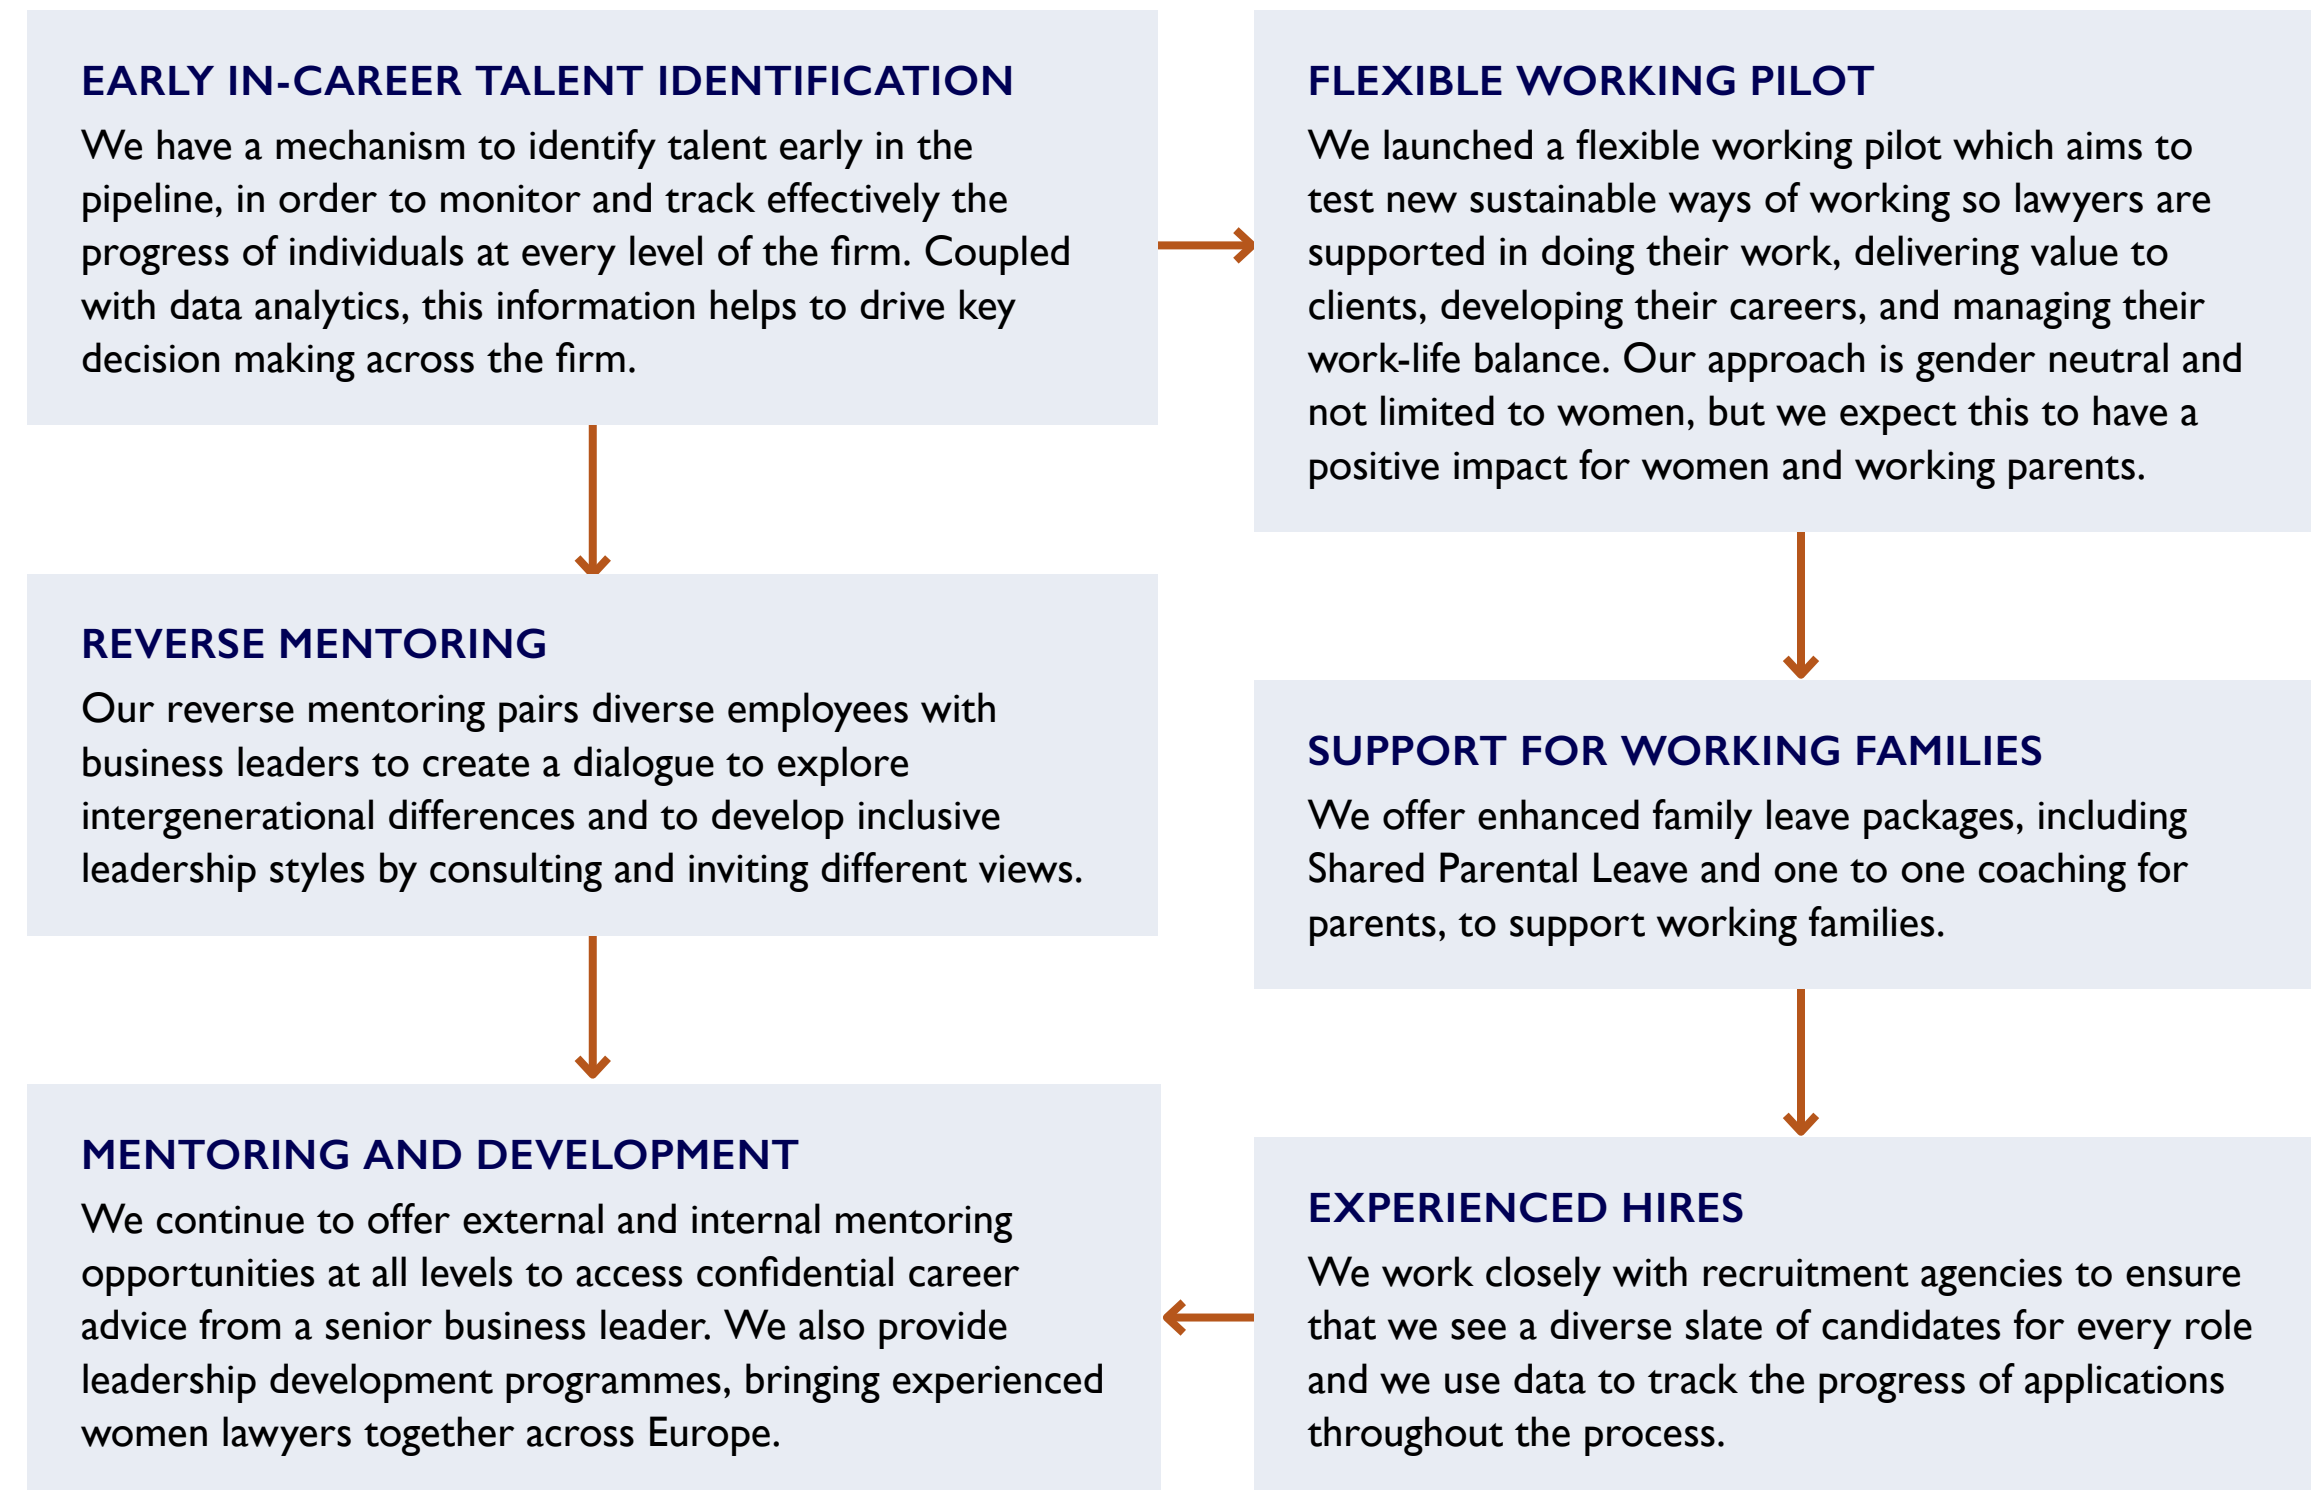 EARLY IN-CAREER TALENT IDENTIFICATION
We have a mechanism to identify talent early in the
pipeline, in order to monitor and track effectively the
progress of individuals at every level of the firm. Coupled
with data analytics, this information helps to drive key
decision making across the firm.
FLEXIBLE WORKING PILOT
We launched a flexible working pilot which aims to
test new sustainable ways of working so lawyers are
supported in doing their work, delivering value to
clients, developing their careers, and managing their
work-life balance. Our approach is gender neutral and
not limited to women, but we expect this to have a
positive impact for women and working parents.
REVERSE MENTORING
Our reverse mentoring pairs diverse employees with
business leaders to create a dialogue to explore
intergenerational differences and to develop inclusive
leadership styles by consulting and inviting different views.
SUPPORT FOR WORKING FAMILIES
We offer enhanced family leave packages, including
Shared Parental Leave and one to one coaching for
parents, to support working families.
MENTORING AND DEVELOPMENT
We continue to offer external and internal mentoring
opportunities at all levels to access confidential career
advice from a senior business leader. We also provide
leadership development programmes, bringing experienced
women lawyers together across Europe.
EXPERIENCED HIRES
We work closely with recruitment agencies to ensure
that we see a diverse slate of candidates for every role
and we use data to track the progress of applications
throughout the process.